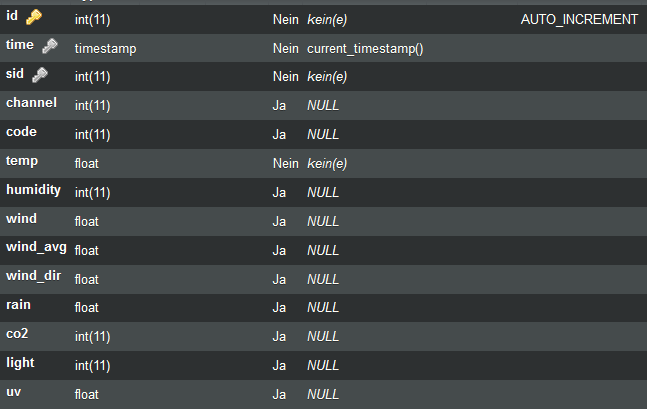 id int(11) Nein kein(e) AUTO_INCREMENT
time timestamp Nein current_timestamp()
sid int(11) Nein kein(e)
channel int(11) Ja NULL
code int(11) Ja NULL
temp float Nein kein(e)
humidity int(11) Ja NULL
wind float Ja NULL
wind_avg float Ja NULL
wind_dir float Ja NULL
rain float Ja NULL
co2 int(11) Ja NULL
light int(11) Ja NULL
uv float Ja NULL